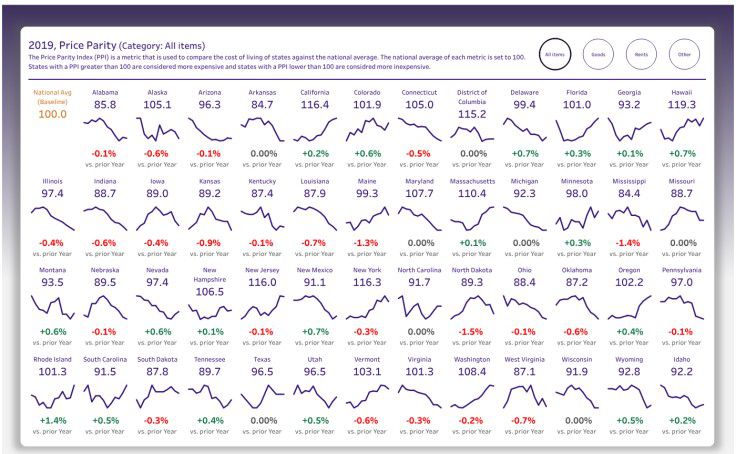 2019, Price Parity (Category: All items)
The Price Parity Index (PPI) is a metric that is used to compare the cost of living of states against the national average. The national average of each metric is set to 100.
States with a PPI greater than 100 are considered more expensive and states with a PPI lower than 100 are considred more inexpensive.
All items Goods Rents Other
National Avg Alabama Alaska Arizona Arkansas California Colorado Connecticut District of Delaware Florida Georgia Hawaii
(Baseline) 85.8 105.1 96.3 84.7 116.4 101.9 105.0 Columbia 99.4 101.0 93.2 119.3
100.0 115.2
-0.1% -0.6% -0.1% 0.00% +0.2% +0.6% -0.5% 0.00% +0.7% +0.3% +0.1% +0.7%
vs. prior Year vs. prior Year vs. prior Year vs. prior Year vs. prior Year vs. prior Year vs. prior Year vs. prior Year vs. prior Year vs. prior Year vs. prior Year vs. prior Year
Illinois Indiana Iowa Kansas Kentucky Louisiana Maine Maryland Massachusetts Michigan Minnesota Mississippi Missouri
97.4 88.7 89.0 89.2 87.4 87.9 99.3 107.7 110.4 92.3 98.0 84.4 88.7
-0.4% -0.6% -0.4% -0.9% -0.1% -0.7% -1.3% 0.00% +0.1% 0.00% +0.3% -1.4% 0.00%
vs. prior Year vs. prior Year vs. prior Year vs. prior Year vs. prior Year vs. prior Year vs. prior Year vs. prior Year vs. prior Year vs. prior Year vs. prior Year vs. prior Year vs. prior Year
Montana Nebraska Nevada New New Jersey New Mexico New York North Carolina North Dakota Ohio Oklahoma Oregon Pennsylvania
93.5 89.5 97.4 Hampshire 116.0 91.1 116.3 91.7 89.3 88.4 87.2 102.2 97.0
106.5
+0.6% -0.1% +0.6% +0.1% -0.1% +0.7% -0.3% 0.00% -1.5% -0.1% -0.6% +0.4% -0.1%
vs. prior Year vs. prior Year vs. prior Year vs. prior Year vs. prior Year vs. prior Year vs. prior Year vs. prior Year vs. prior Year vs. prior Year vs. prior Year vs. prior Year vs. prior Year
Rhode Island South Carolina South Dakota Tennessee Texas Utah Vermont Virginia Washington West Virginia Wisconsin Wyoming Idaho
101.3 91.5 87.8 89.7 96.5 96.5 103.1 101.3 108.4 87.1 91.9 92.8 92.2
+1.4% +0.5% -0.3% +0.4% 0.00% +0.5% -0.6% -0.3% -0.2% -0.7% 0.00% +0.5% +0.2%
vs. prior Year vs. prior Year vs. prior Year vs. prior Year vs. prior Year vs. prior Year vs. prior Year vs. prior Year vs. prior Year vs. prior Year vs. prior Year vs. prior Year vs. prior Year